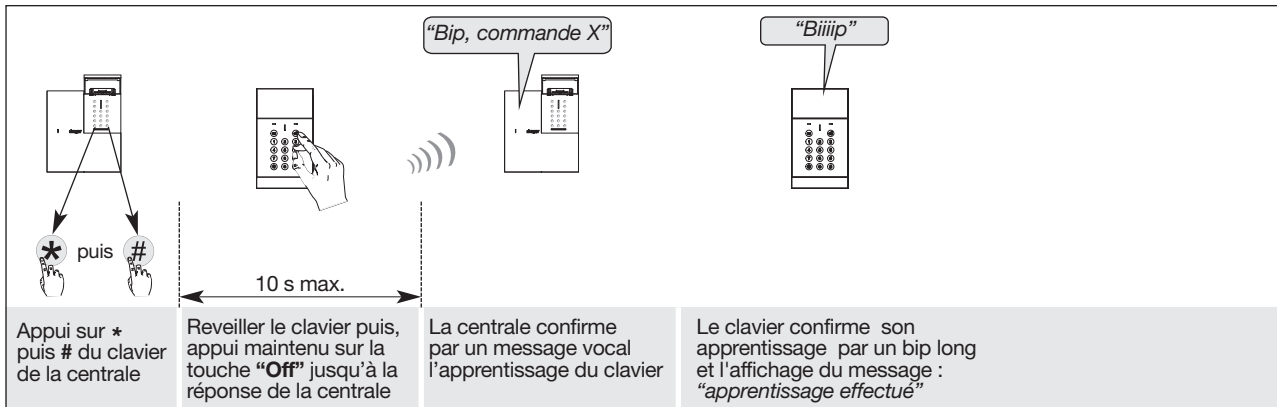 “Bip, commande X”
“Biiiip”
* puis #
10 s max.
Appui sur *
puis # du clavier
de la centrale
Reveiller le clavier puis,
appui maintenu sur la
touche “Off” jusqu’à la
réponse de la centrale
La centrale confirme
par un message vocal
l’apprentissage du clavier
Le clavier confirme son
apprentissage par un bip long
et l'affichage du message :
“apprentissage effectué”